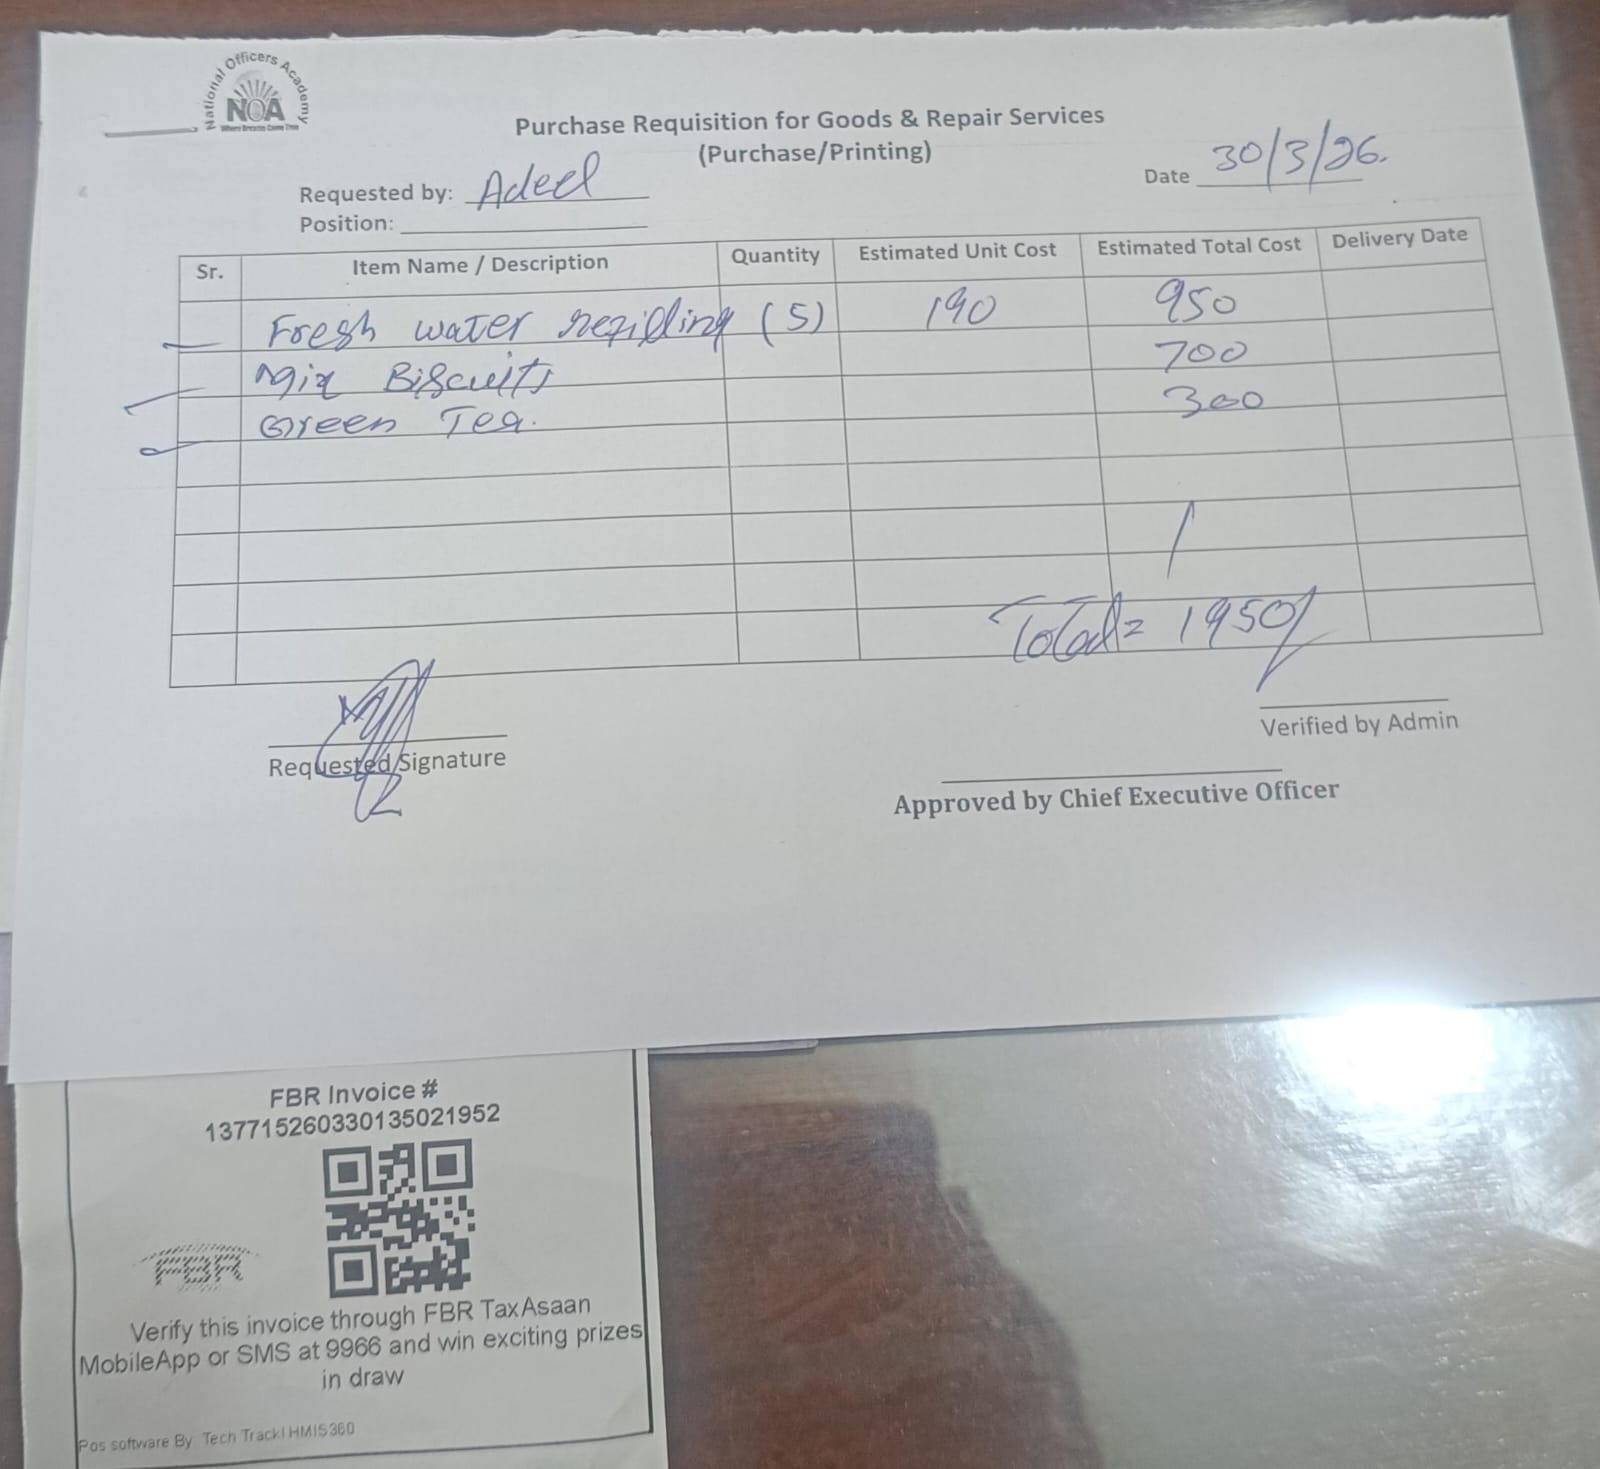 National Officers Academy
NOA
Where Dreams Come True
Purchase Requisition for Goods & Repair Services
(Purchase/Printing)
Requested by: Adeel
Date 30/3/26.
Position:
Sr. Item Name / Description Quantity Estimated Unit Cost Estimated Total Cost Delivery Date
Fresh water refilling (5) 190 950
Mix Biscuits 700
Green Tea. 300
Total = 1950/
Requested Signature
Verified by Admin
Approved by Chief Executive Officer
FBR Invoice #
137715260330135021952
FBR
Verify this invoice through FBR TaxAsaan
MobileApp or SMS at 9966 and win exciting prizes
in draw
Pos software By Tech Track| HMIS360